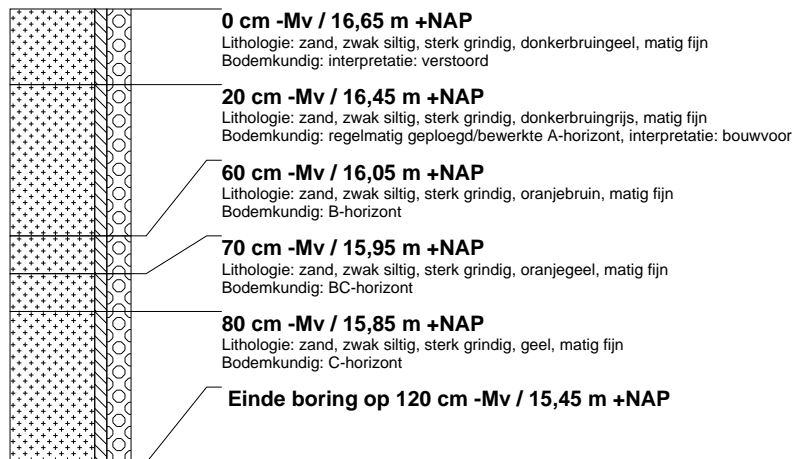 0 cm -Mv / 16,65 m +NAP
Lithologie: zand, zwak siltig, sterk grindig, donkerbruingeel, matig fijn
Bodemkundig: interpretatie: verstoord
20 cm -Mv / 16,45 m +NAP
Lithologie: zand, zwak siltig, sterk grindig, donkerbruingrijs, matig fijn
Bodemkundig: regelmatig geploegd/bewerkte A-horizont, interpretatie: bouwvoor
60 cm -Mv / 16,05 m +NAP
Lithologie: zand, zwak siltig, sterk grindig, oranjebruin, matig fijn
Bodemkundig: B-horizont
70 cm -Mv / 15,95 m +NAP
Lithologie: zand, zwak siltig, sterk grindig, oranjegeel, matig fijn
Bodemkundig: BC-horizont
80 cm -Mv / 15,85 m +NAP
Lithologie: zand, zwak siltig, sterk grindig, geel, matig fijn
Bodemkundig: C-horizont
Einde boring op 120 cm -Mv / 15,45 m +NAP